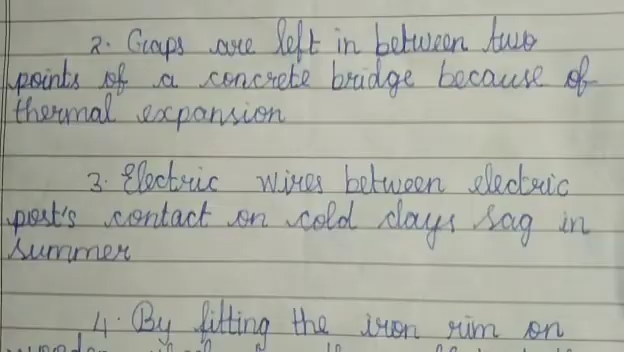 2. Gaps are left in between two
points of a concrete bridge because of
thermal expansion
3. Electric wires between electric
post's contact on cold days sag in
summer
4. By fitting the iron rim on